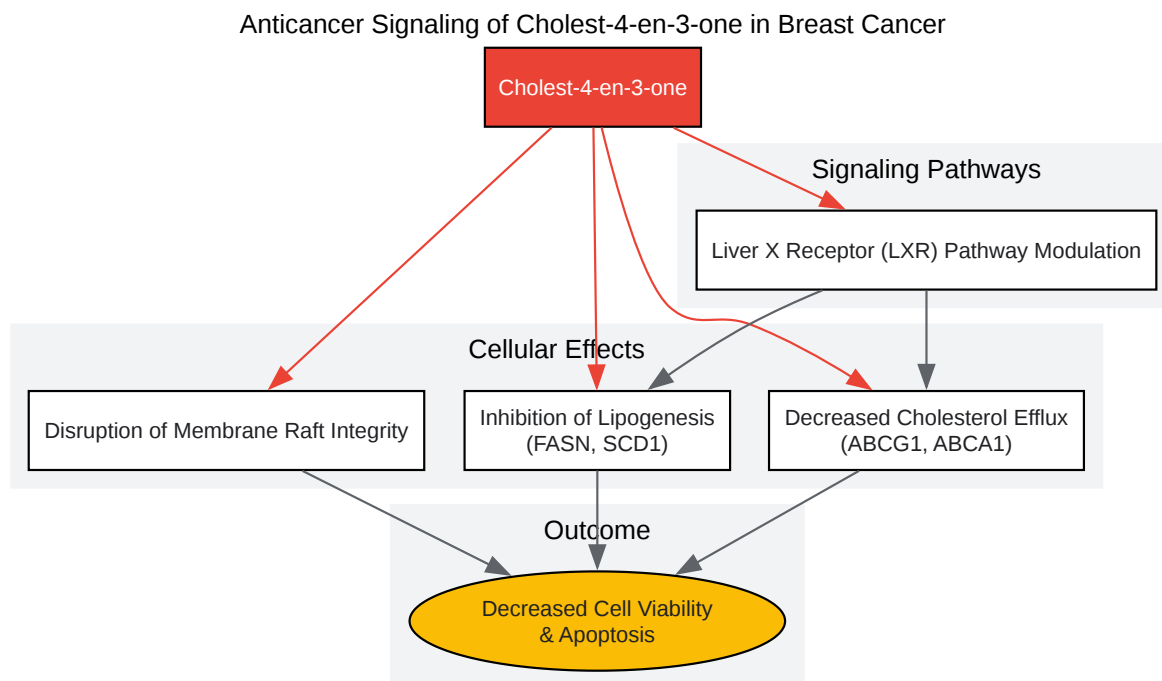 Anticancer Signaling of Cholest-4-en-3-one in Breast Cancer
Cholest-4-en-3-one
Signaling Pathways
Liver X Receptor (LXR) Pathway Modulation
Cellular Effects
Disruption of Membrane Raft Integrity
Inhibition of Lipogenesis
(FASN, SCD1)
Decreased Cholesterol Efflux
(ABCG1, ABCA1)
Outcome
Decreased Cell Viability
& Apoptosis